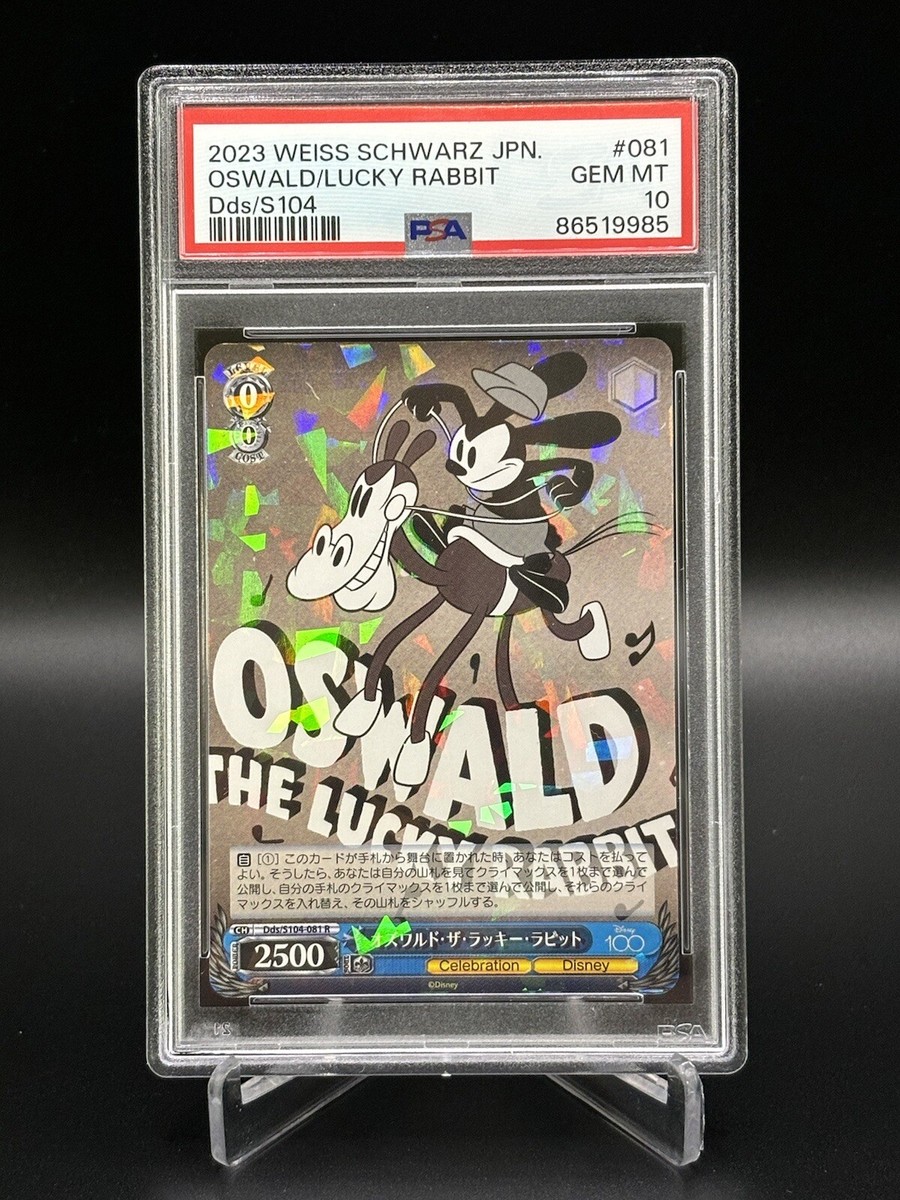 2023 WEISS SCHWARZ JPN. #081
OSWALD/LUCKY RABBIT GEM MT
Dds/S104 10
PSA 86519985
LEVEL
0
0
COST
OSWALD
THE LUCKY RABBIT
自 [①] このカードが手札から舞台に置かれた時、あなたはコストを払って
よい。そうしたら、あなたは自分の山札を見てクライマックスを1枚まで選んで
公開し、自分の手札のクライマックスを1枚まで選んで公開し、それらのクライ
マックスを入れ替え、その山札をシャッフルする。
CH Dds/S104-081 R
オズワルド・ザ・ラッキー・ラビット
Disney 100
POWER 2500 SOUL
Celebration Disney
©Disney
PSA